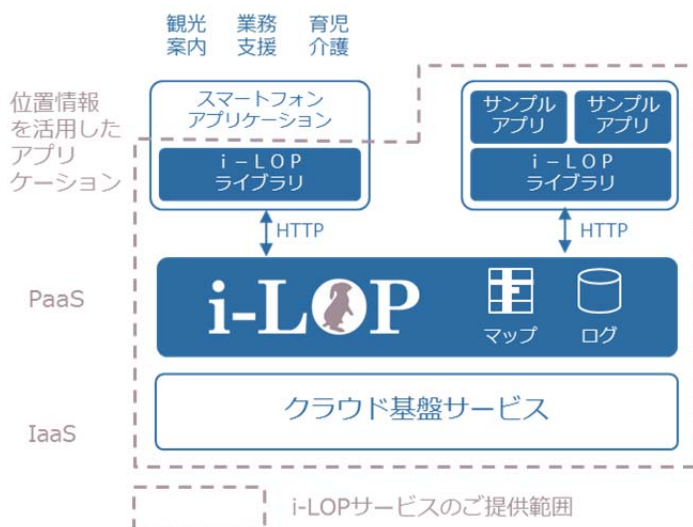 観光 業務 育児
案内 支援 介護
位置情報
を活用した
アプリ
ケーション
スマートフォン
アプリケーション
i－LOP
ライブラリ
サンプル
アプリ
サンプル
アプリ
i－LOP
ライブラリ
HTTP
HTTP
PaaS
i-LOP
マップ
ログ
IaaS
クラウド基盤サービス
i-LOPサービスのご提供範囲